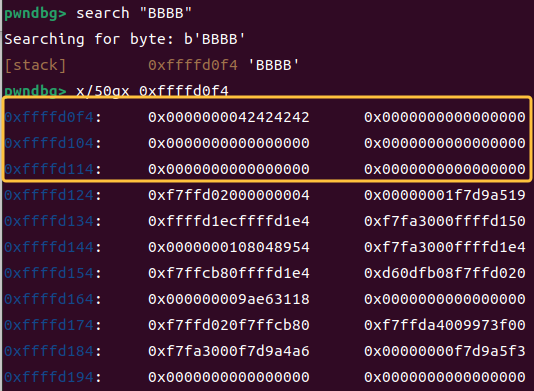 pwndbg> search "BBBB"
Searching for byte: b'BBBB'
[stack] 0xffffd0f4 'BBBB'
pwndbg> x/50gx 0xffffd0f4
0xffffd0f4: 0x0000000042424242 0x0000000000000000
0xffffd104: 0x0000000000000000 0x0000000000000000
0xffffd114: 0x0000000000000000 0x0000000000000000
0xffffd124: 0xf7ffd02000000004 0x00000001f7d9a519
0xffffd134: 0xffffd1ecffffd1e4 0xf7fa3000ffffd150
0xffffd144: 0x0000000108048954 0xf7fa3000ffffd1e4
0xffffd154: 0xf7ffcb80ffffd1e4 0xd60dfb08f7ffd020
0xffffd164: 0x000000009ae63118 0x0000000000000000
0xffffd174: 0xf7ffd020f7ffcb80 0xf7ffda4009973f00
0xffffd184: 0xf7fa3000f7d9a4a6 0x00000000f7d9a5f3
0xffffd194: 0x0000000000000000 0x0000000000000000